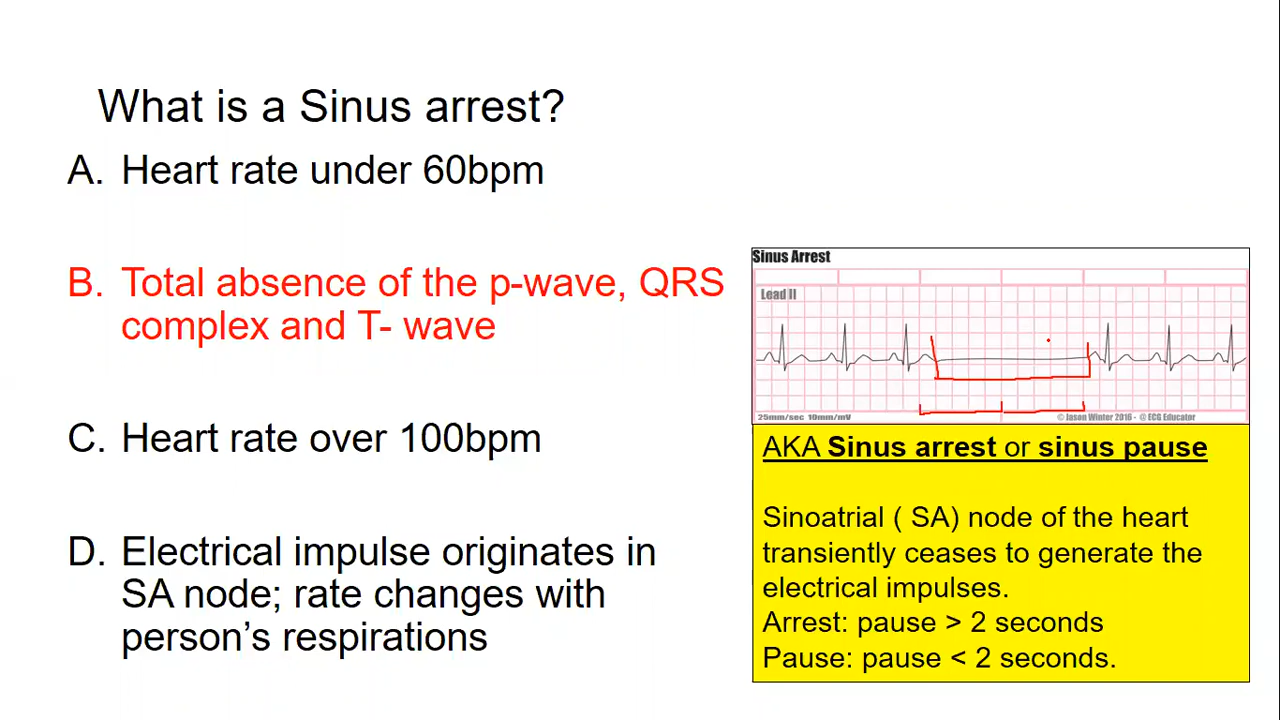 What is a Sinus arrest?
A. Heart rate under 60bpm
B. Total absence of the p-wave, QRS
complex and T- wave
C. Heart rate over 100bpm
D. Electrical impulse originates in
SA node; rate changes with
person’s respirations
Sinus Arrest
Lead II
25mm/sec 10mm/mV © Jason Winter 2016 - @ ECG Educator
AKA Sinus arrest or sinus pause
Sinoatrial ( SA) node of the heart
transiently ceases to generate the
electrical impulses.
Arrest: pause > 2 seconds
Pause: pause < 2 seconds.